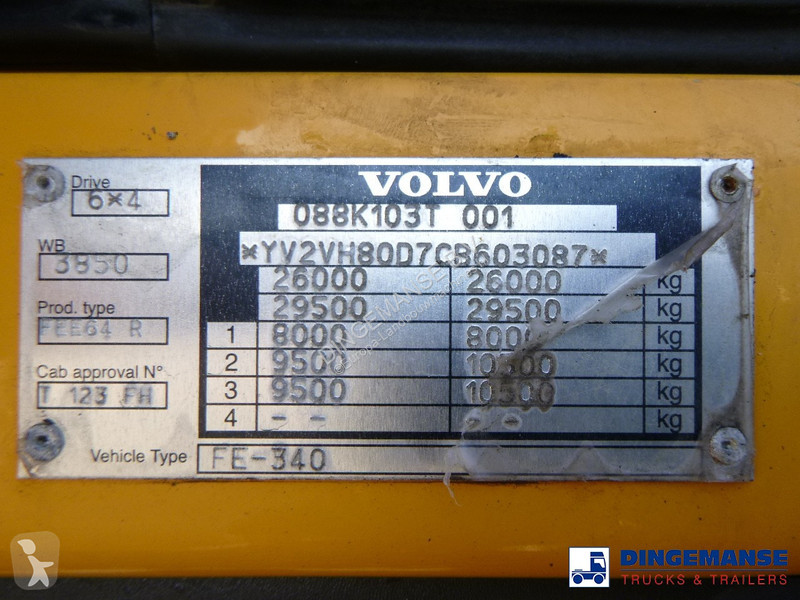 VOLVO
Drive
6×4
088K103T 001
WB
3850
*YV2VH80D7CB603087*
26000 26000 kg
29500 29500 kg
Prod. type
FEE64 R
1 8000 8000 kg
2 9500 10500 kg
Cab approval N°
T 123 FH
3 9500 10500 kg
4 - - - - kg
Vehicle Type FE-340
DINGEMANSE
TRUCKS & TRAILERS